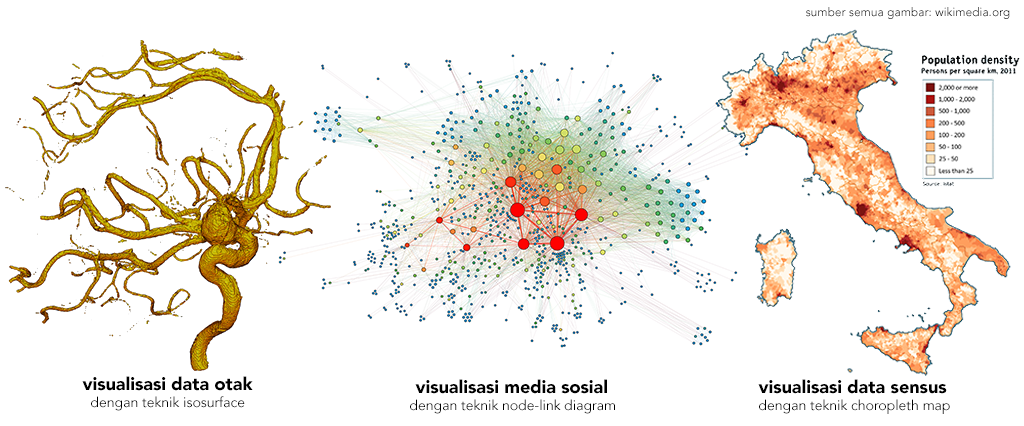 sumber semua gambar: wikimedia.org
Population density
Persons per square km, 2011
2,000 or more
1,000 - 2,000
500 - 1,000
200 - 500
100 - 200
50 - 100
25 - 50
Less than 25
Source: Istat
visualisasi data otak
dengan teknik isosurface
visualisasi media sosial
dengan teknik node-link diagram
visualisasi data sensus
dengan teknik choropleth map